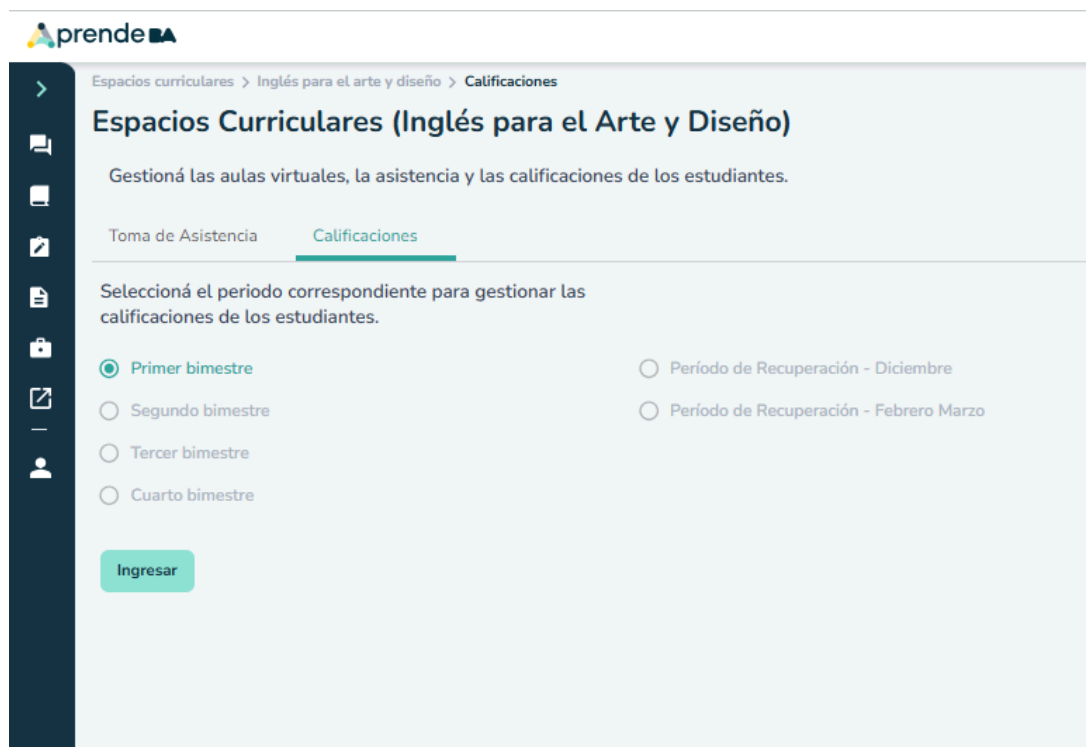 Aprende BA
Espacios curriculares > Inglés para el arte y diseño > Calificaciones
Espacios Curriculares (Inglés para el Arte y Diseño)
Gestioná las aulas virtuales, la asistencia y las calificaciones de los estudiantes.
Toma de Asistencia
Calificaciones
Seleccioná el periodo correspondiente para gestionar las
calificaciones de los estudiantes.
Primer bimestre
Segundo bimestre
Tercer bimestre
Cuarto bimestre
Período de Recuperación - Diciembre
Período de Recuperación - Febrero Marzo
Ingresar